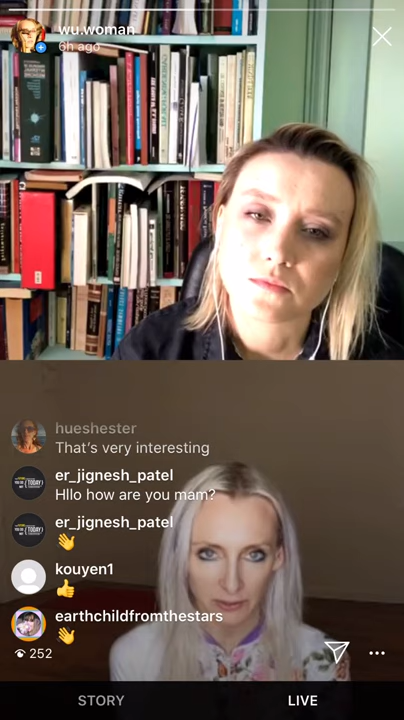 wu.woman
6h ago
hueshester
That's very interesting
er_jignesh_patel
Hllo how are you mam?
er_jignesh_patel
👋
kouyen1
👍
earthchildfromthestars
👋
252
STORY
LIVE